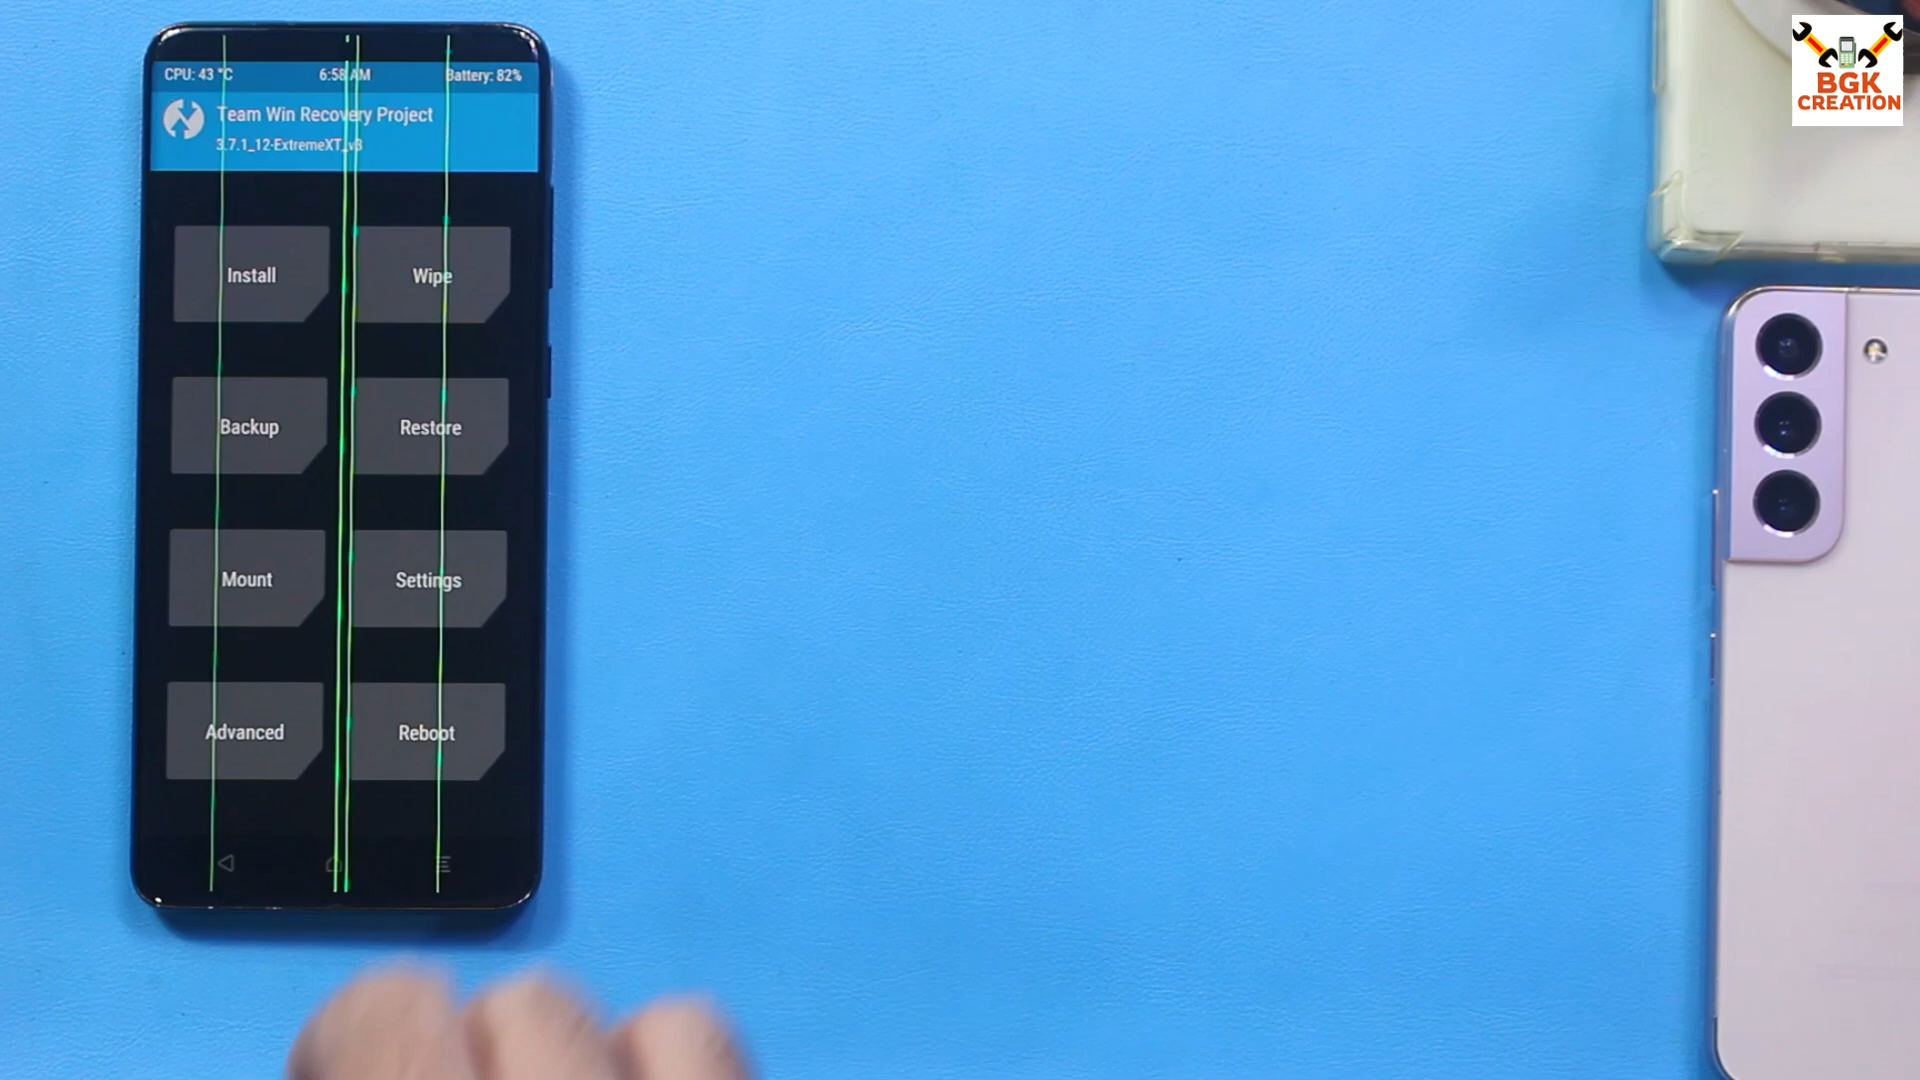 CPU: 43 °C 6:58 AM Battery: 82%
Team Win Recovery Project
3.7.1_12-ExtremeXT_v3
Install Wipe
Backup Restore
Mount Settings
Advanced Reboot
BGK
CREATION